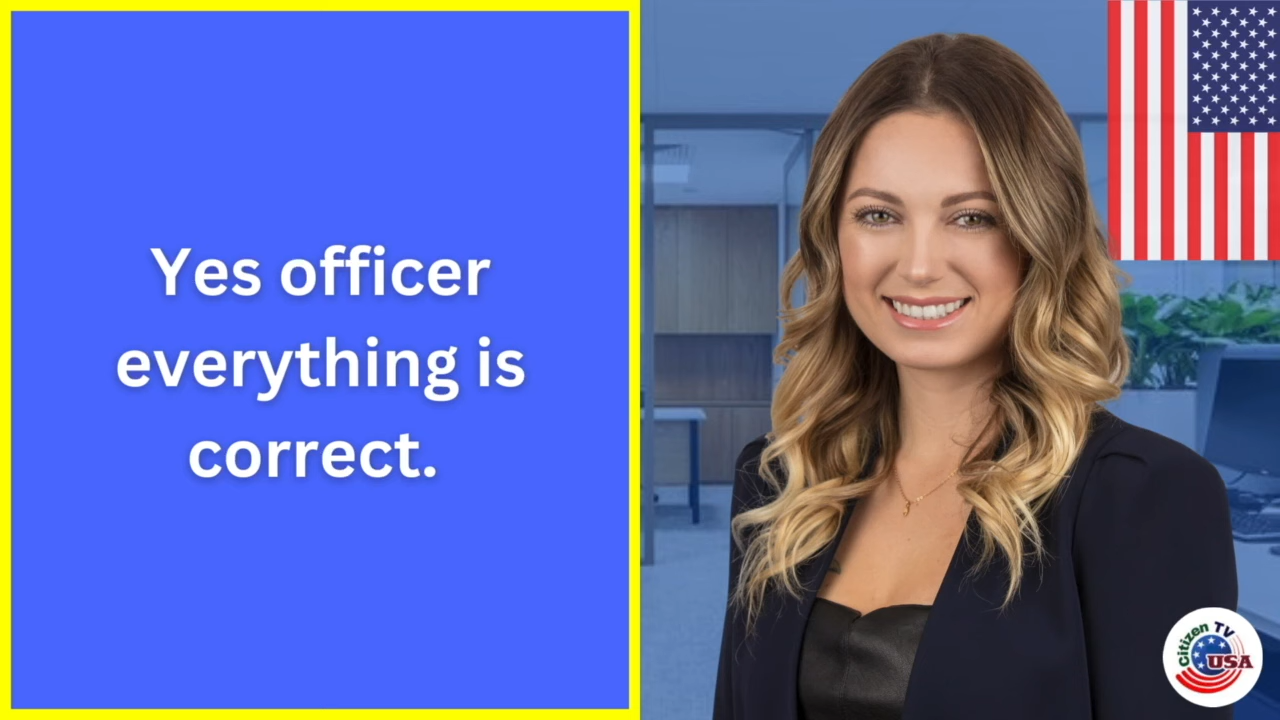 Yes officer
everything is
correct.
Citizen TV
USA